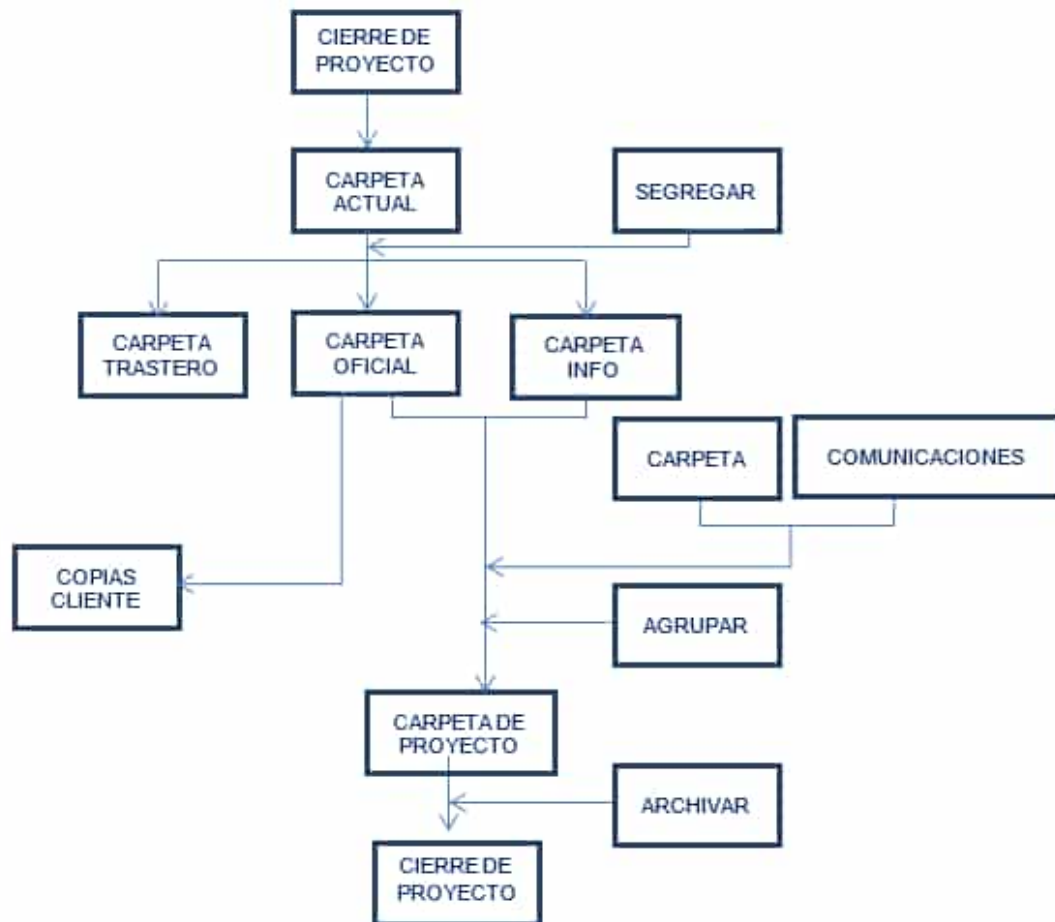 CIERRE DE
PROYECTO
CARPETA
ACTUAL
SEGREGAR
CARPETA
TRASTERO
CARPETA
OFICIAL
CARPETA
INFO
CARPETA
COMUNICACIONES
COPIAS
CLIENTE
AGRUPAR
CARPETA DE
PROYECTO
ARCHIVAR
CIERRE DE
PROYECTO